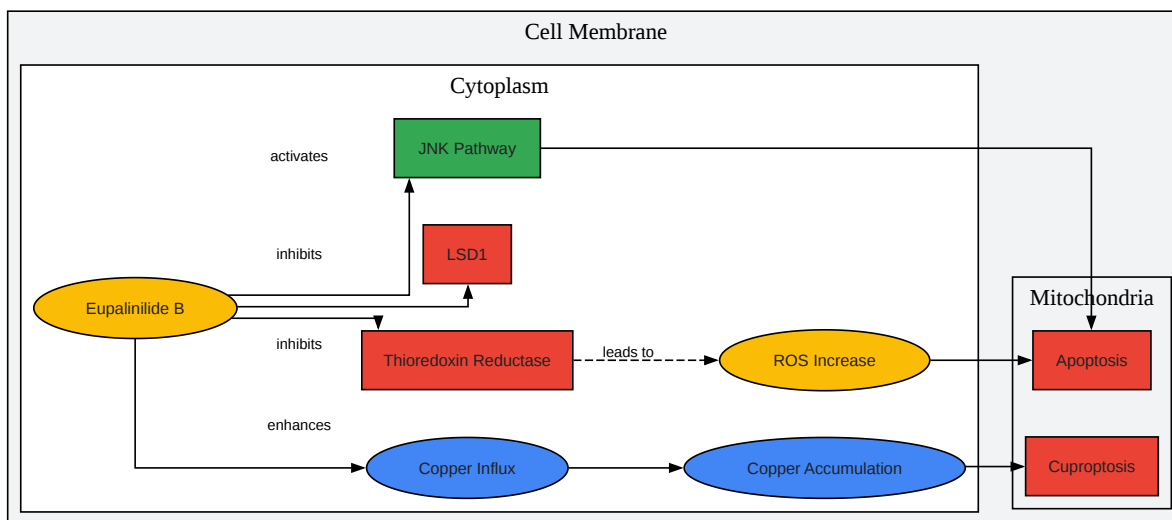 Cell Membrane
Cytoplasm
JNK Pathway
activates
LSD1
inhibits
Eupalinilide B
Mitochondria
inhibits
Thioredoxin Reductase
leads to
ROS Increase
Apoptosis
enhances
Copper Influx
Copper Accumulation
Cuproptosis